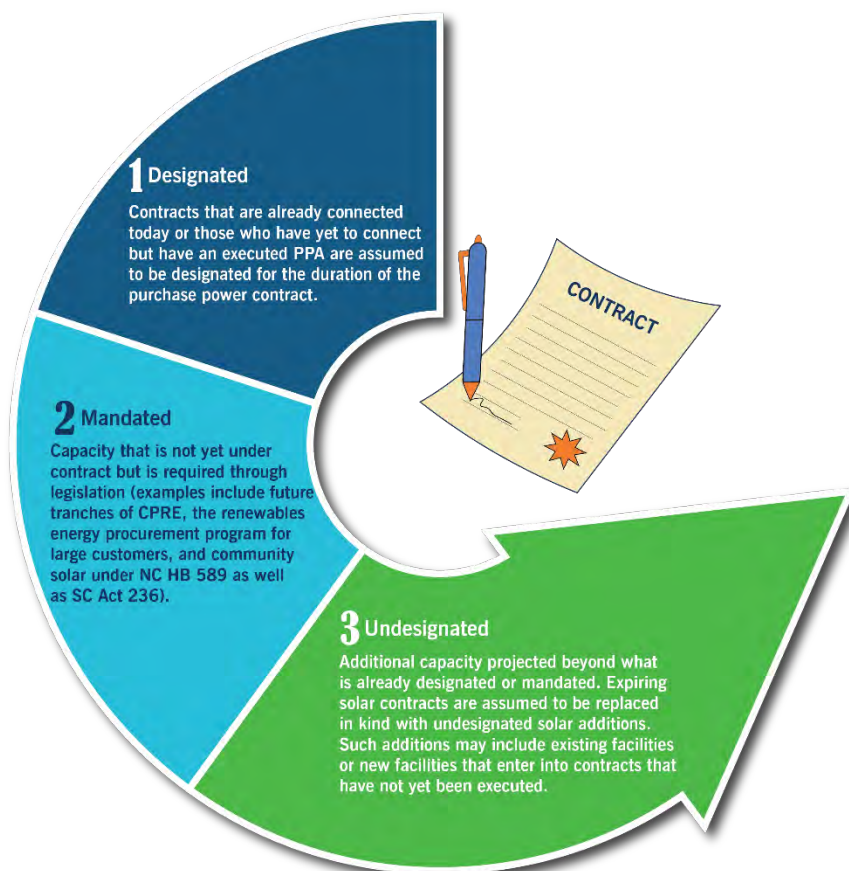 1 Designated
Contracts that are already connected
today or those who have yet to connect
but have an executed PPA are assumed
to be designated for the duration of the
purchase power contract.
CONTRACT
2 Mandated
Capacity that is not yet under
contract but is required through
legislation (examples include future
tranches of CPRE, the renewables
energy procurement program for
large customers, and community
solar under NC HB 589 as well
as SC Act 236).
3 Undesignated
Additional capacity projected beyond what
is already designated or mandated. Expiring
solar contracts are assumed to be replaced
in kind with undesignated solar additions.
Such additions may include existing facilities
or new facilities that enter into contracts that
have not yet been executed.